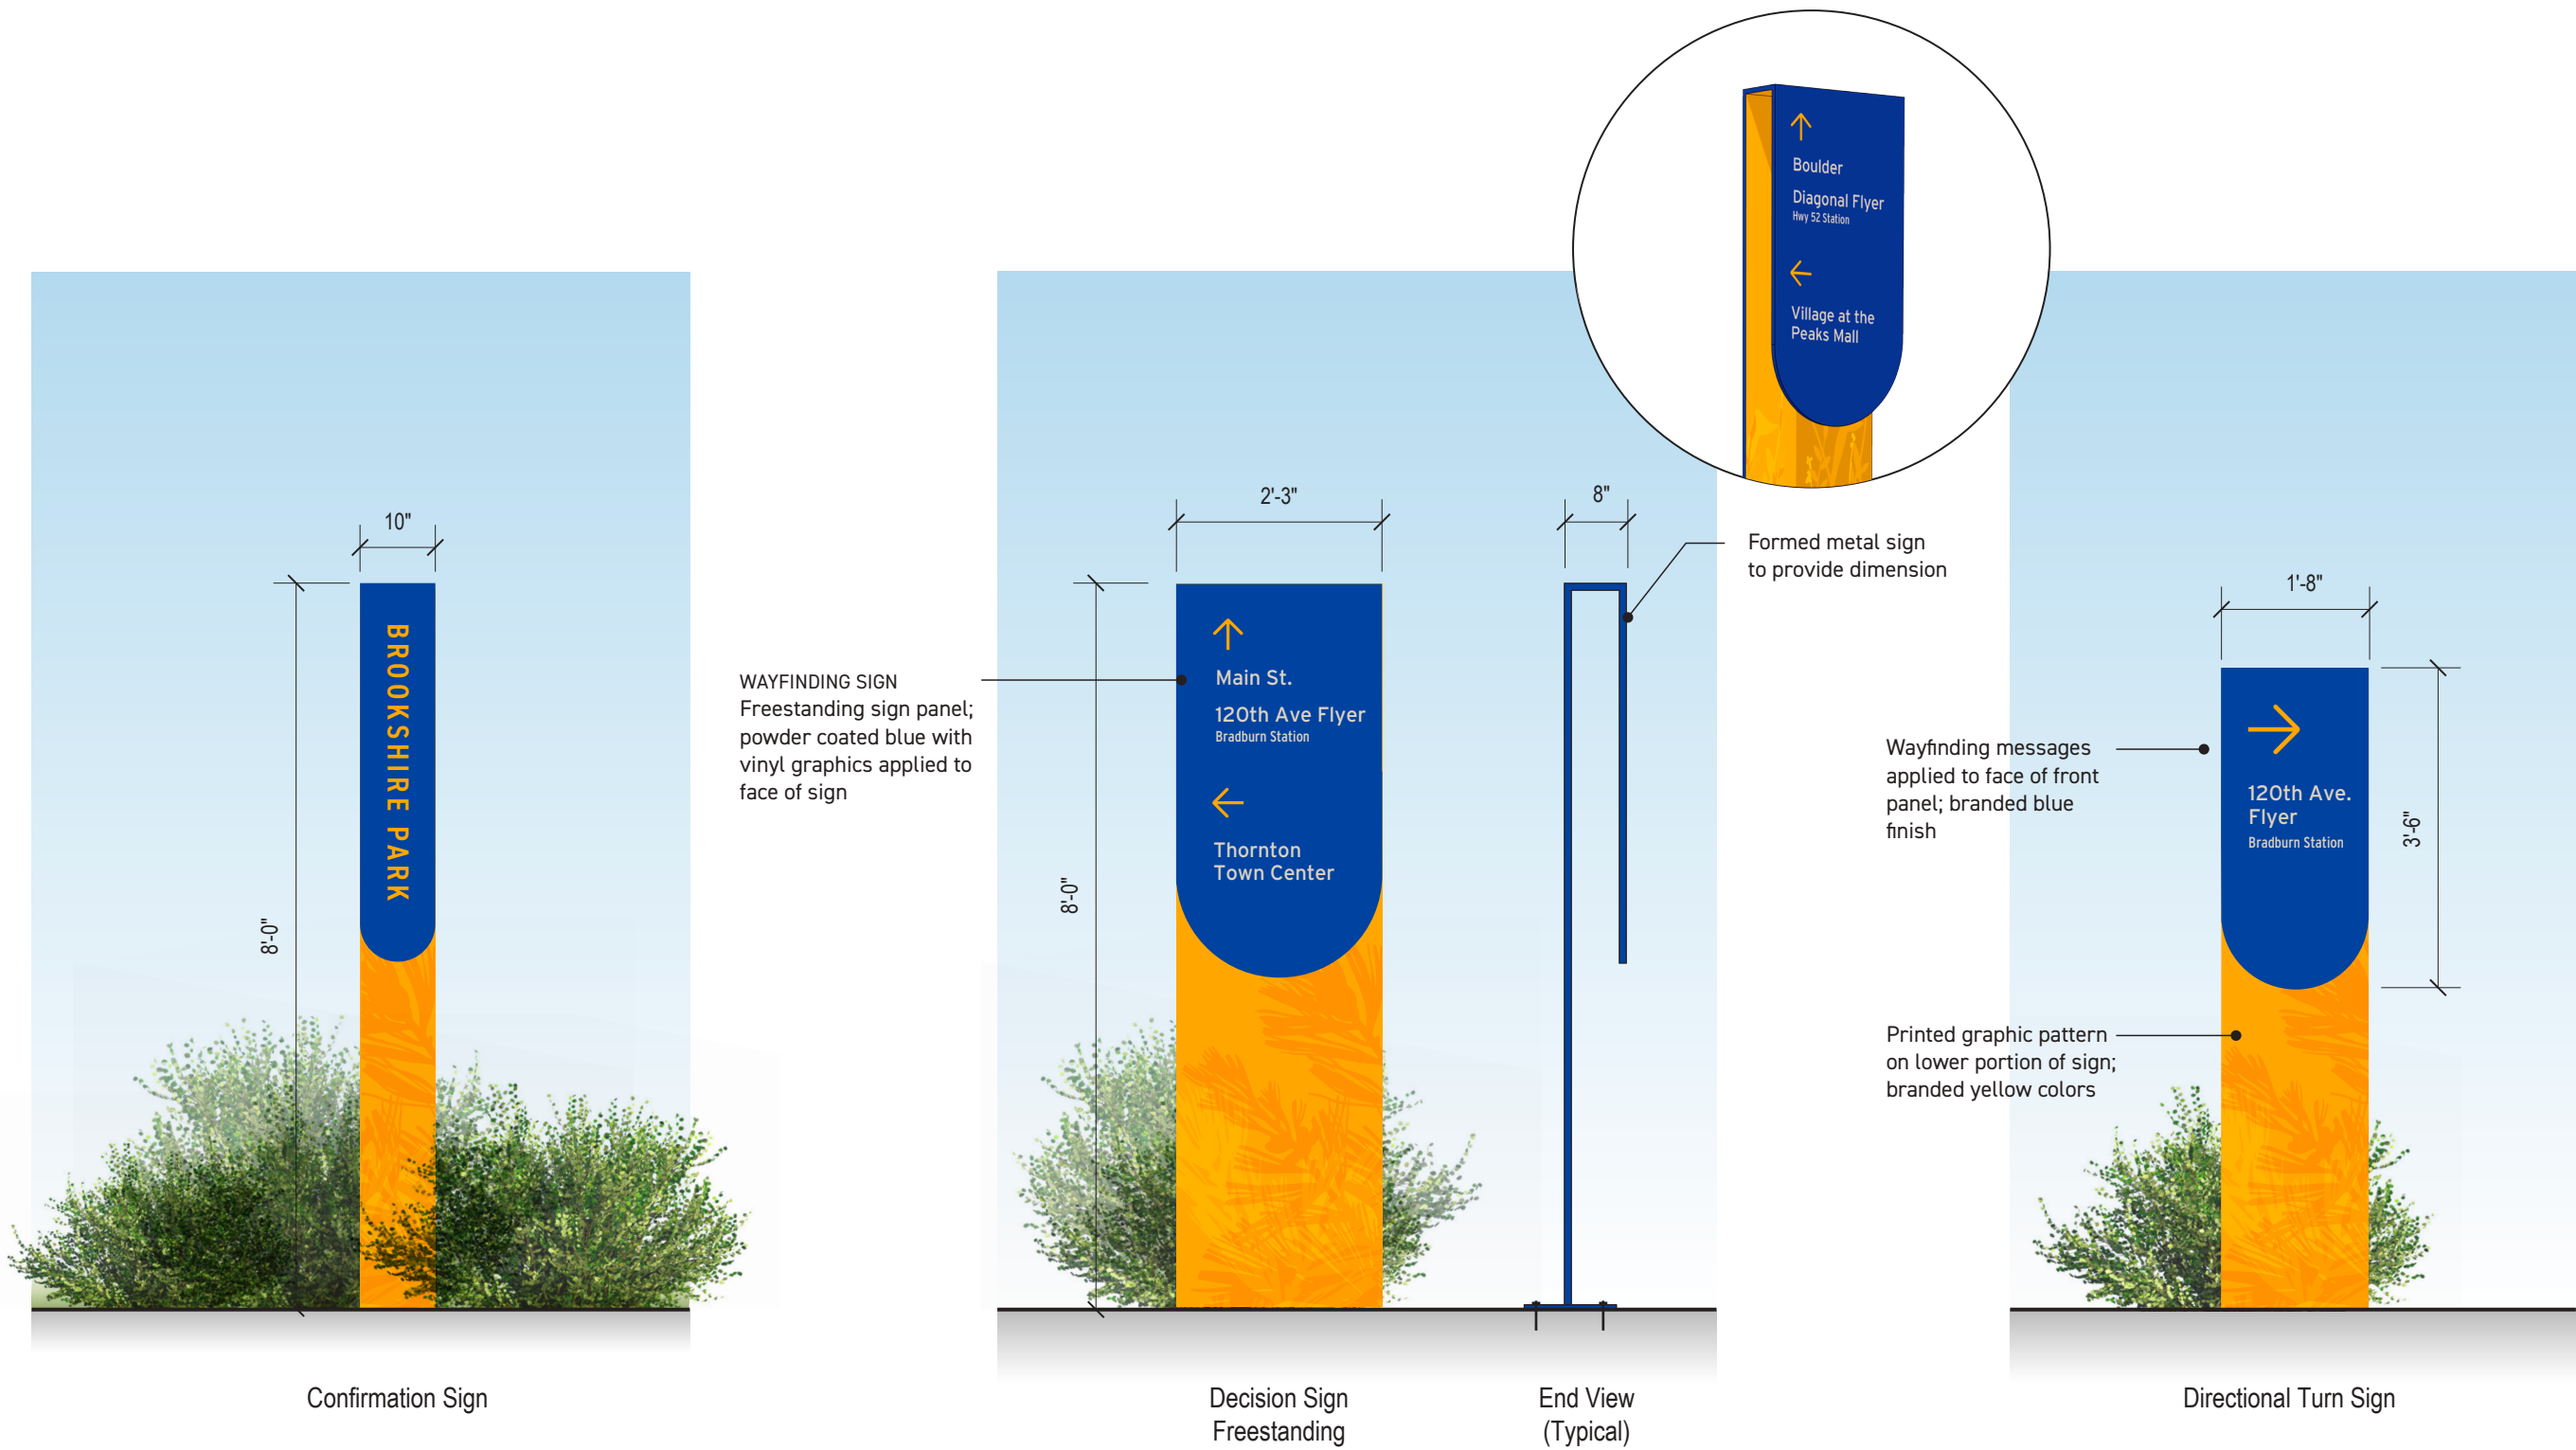 Boulder
Diagonal Flyer
Hwy 52 Station
Village at the
Peaks Mall
10"
8'-0"
BROOKSHIRE PARK
Confirmation Sign
WAYFINDING SIGN
Freestanding sign panel;
powder coated blue with
vinyl graphics applied to
face of sign
2'-3"
8'-0"
Main St.
120th Ave Flyer
Bradburn Station
Thornton
Town Center
Decision Sign
Freestanding
8"
Formed metal sign
to provide dimension
End View
(Typical)
Wayfinding messages
applied to face of front
panel; branded blue
finish
Printed graphic pattern
on lower portion of sign;
branded yellow colors
1'-8"
3'-6"
120th Ave.
Flyer
Bradburn Station
Directional Turn Sign